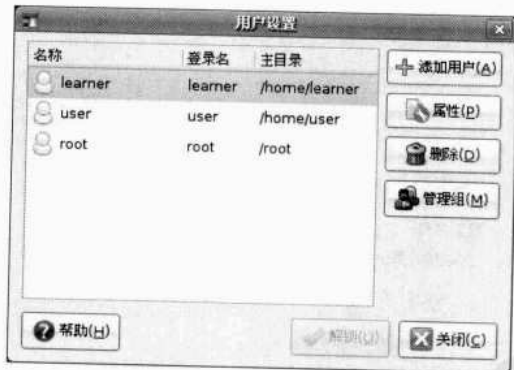 用户设置
名称 登录名 主目录
learner learner /home/learner
user user /home/user
root root /root
添加用户(A)
属性(P)
删除(D)
管理组(M)
帮助(H)
解锁(U)
关闭(C)